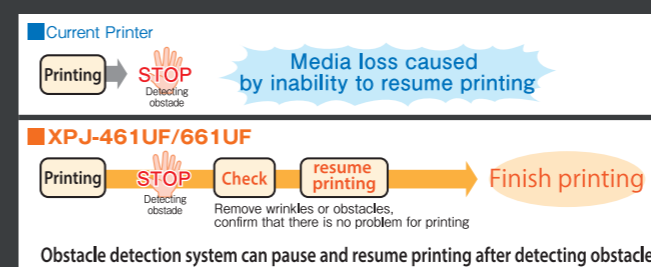 Current Printer
Printing
STOP
Detecting
obstade
Media loss caused
by inability to resume printing
XPJ-461UF/661UF
Printing
STOP
Detecting
obstade
Check
resume
printing
Finish printing
Remove wrinkles or obstacles,
confirm that there is no problem for printing
Obstacle detection system can pause and resume printing after detecting obstacle